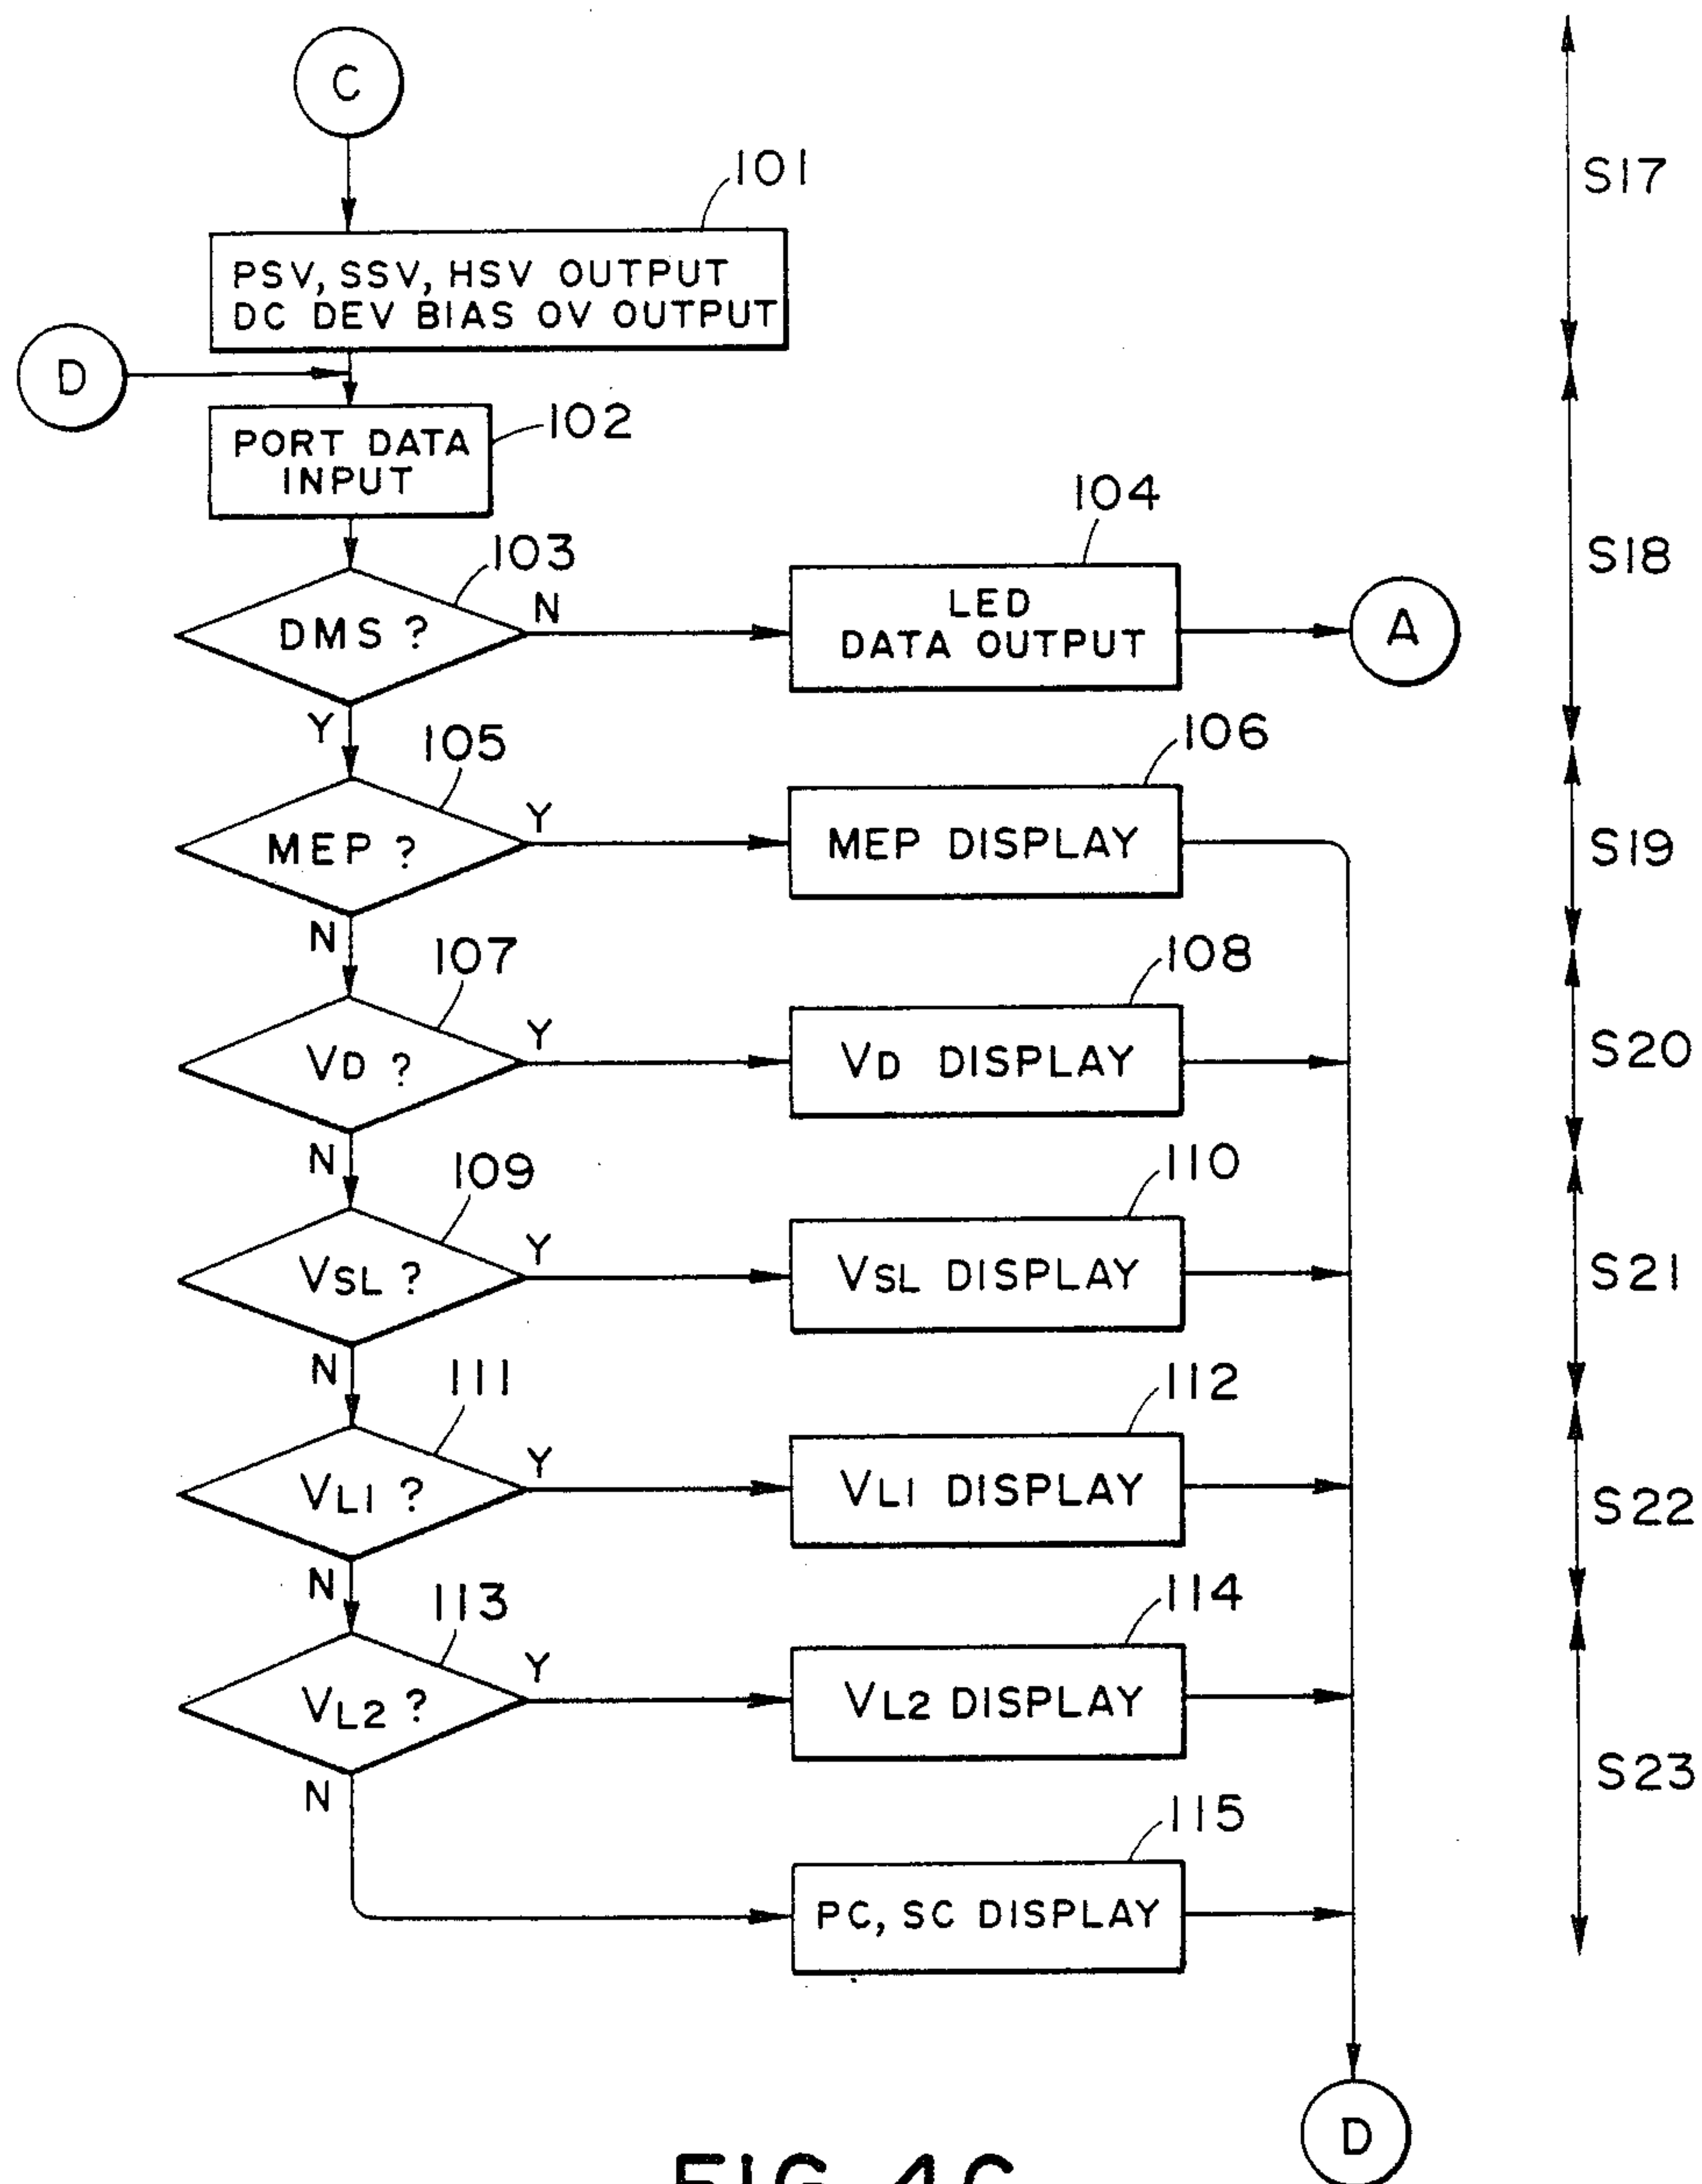 C
S17
101
PSV, SSV, HSV OUTPUT
DC DEV BIAS OV OUTPUT
D
102
PORT DATA
INPUT
104
103
S18
DMS ?
N
LED
DATA OUTPUT
A
Y
105
106
MEP ?
Y
MEP DISPLAY
S19
N
107
108
VD ?
Y
VD DISPLAY
S20
N
109
110
VSL ?
Y
VSL DISPLAY
S21
N
111
112
VL1 ?
Y
VL1 DISPLAY
S22
N
113
114
VL2 ?
Y
VL2 DISPLAY
S23
N
115
PC, SC DISPLAY
D
FIG. 4C